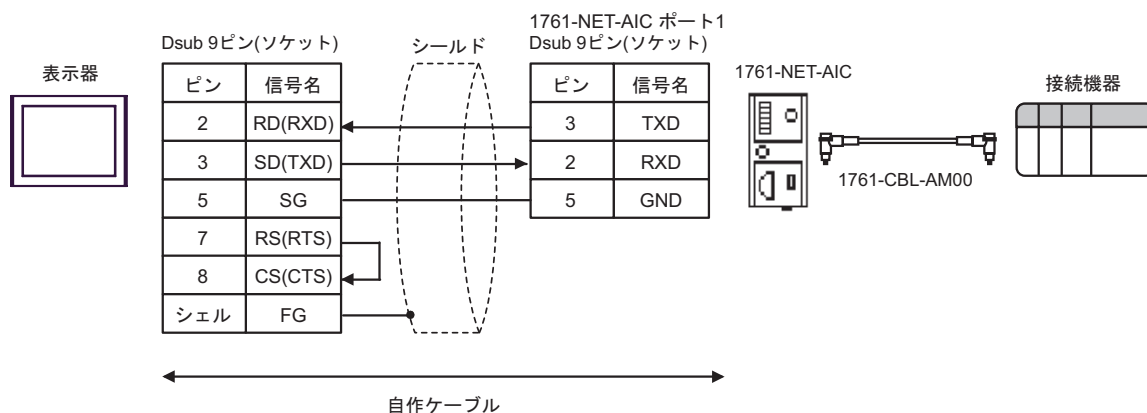 1761-NET-AIC ポート1
Dsub 9ピン(ソケット)
シールド
Dsub 9ピン(ソケット)
表示器
ピン 信号名
2 RD(RXD)
3 SD(TXD)
5 SG
7 RS(RTS)
8 CS(CTS)
シェル FG
ピン 信号名
3 TXD
2 RXD
5 GND
1761-NET-AIC
1761-CBL-AM00
接続機器
自作ケーブル